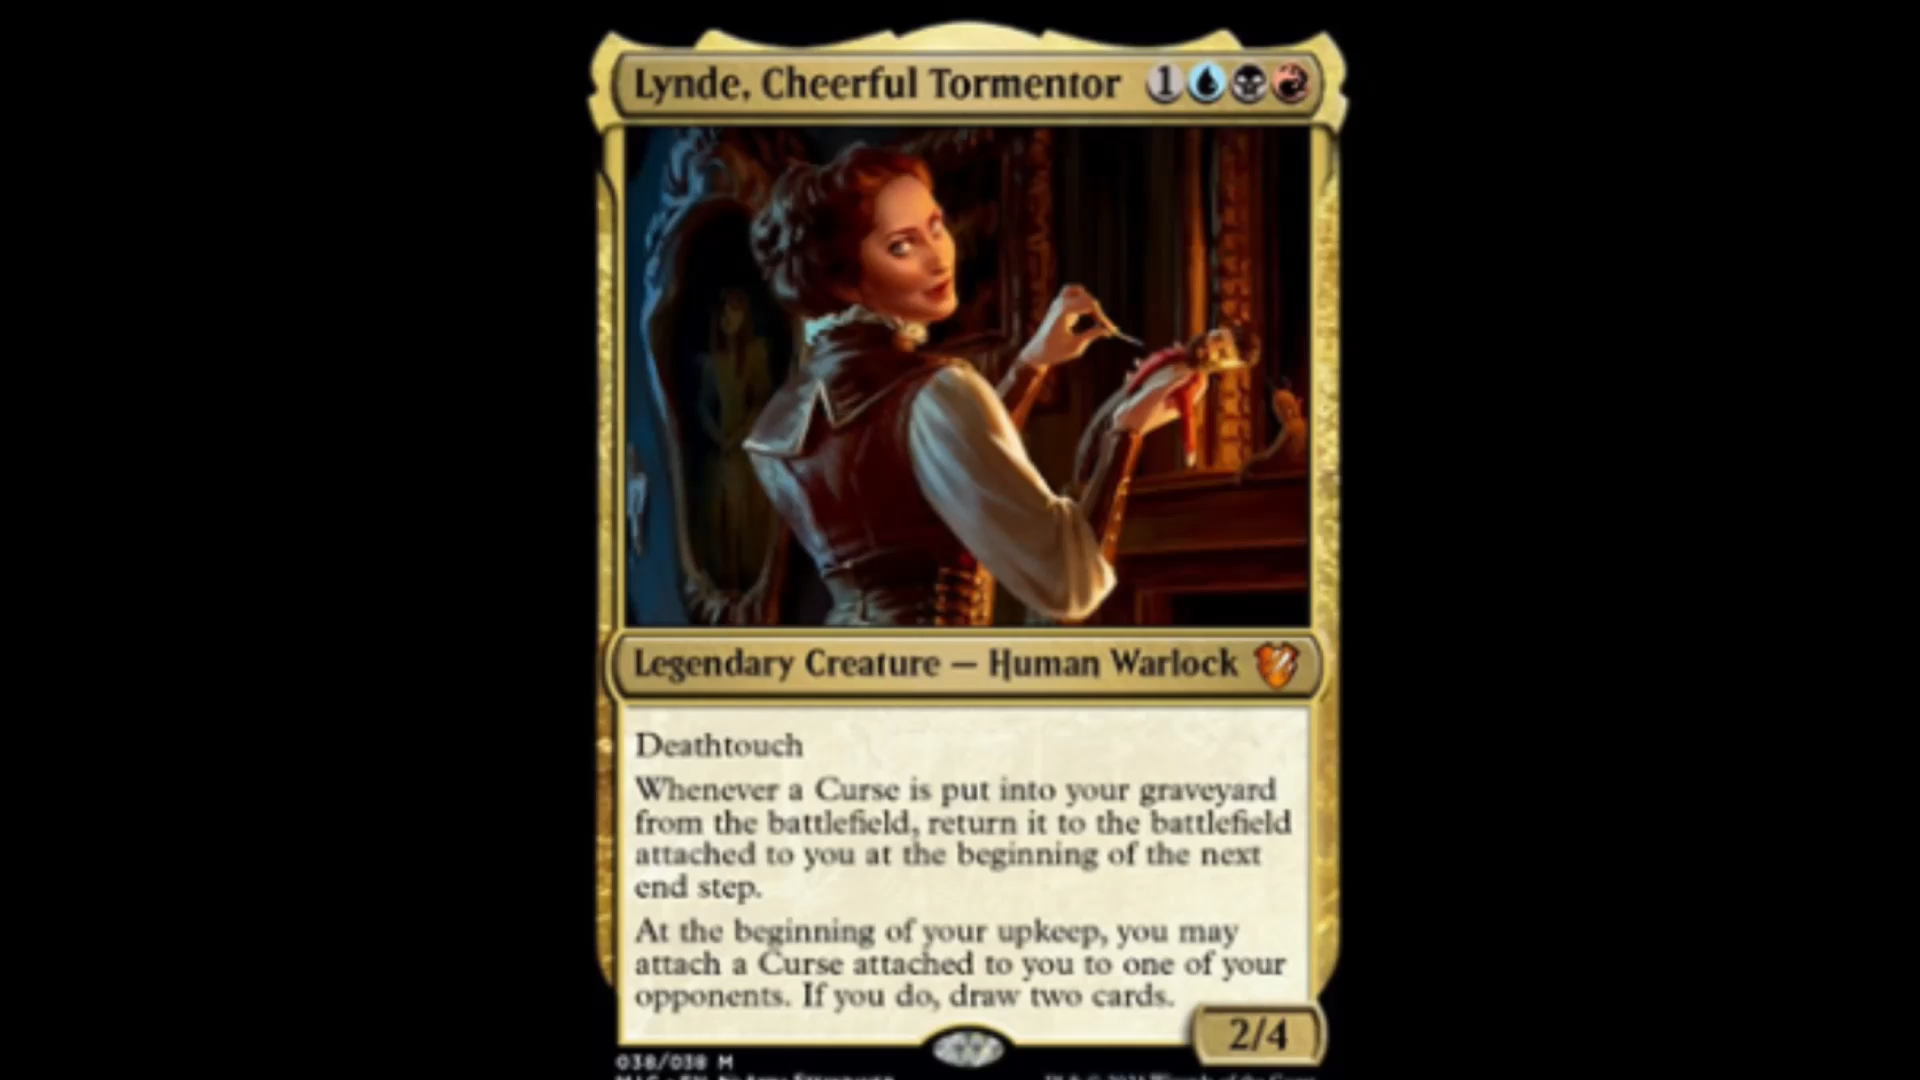 Lynde, Cheerful Tormentor 1
Legendary Creature — Human Warlock
Deathtouch
Whenever a Curse is put into your graveyard
from the battlefield, return it to the battlefield
attached to you at the beginning of the next
end step.
At the beginning of your upkeep, you may
attach a Curse attached to you to one of your
opponents. If you do, draw two cards.
2/4
038/038 M